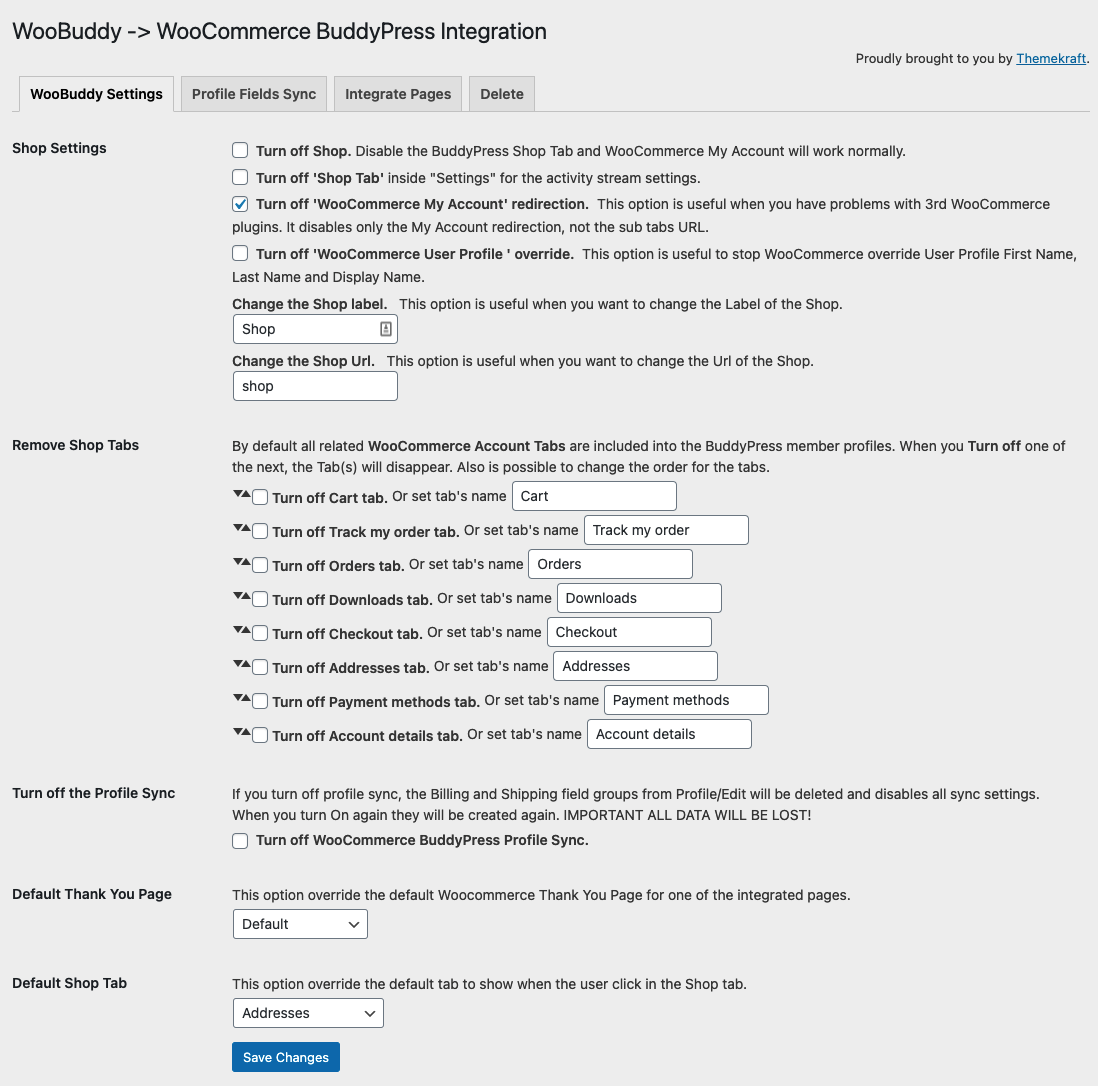 WooBuddy -> WooCommerce BuddyPress Integration
Proudly brought to you by Themekraft.
WooBuddy Settings
Profile Fields Sync
Integrate Pages
Delete
Shop Settings
Turn off Shop. Disable the BuddyPress Shop Tab and WooCommerce My Account will work normally.
Turn off 'Shop Tab' inside "Settings" for the activity stream settings.
Turn off 'WooCommerce My Account' redirection. This option is useful when you have problems with 3rd WooCommerce
plugins. It disables only the My Account redirection, not the sub tabs URL.
Turn off 'WooCommerce User Profile ' override. This option is useful to stop WooCommerce override User Profile First Name,
Last Name and Display Name.
Change the Shop label. This option is useful when you want to change the Label of the Shop.
Shop
Change the Shop Url. This option is useful when you want to change the Url of the Shop.
shop
Remove Shop Tabs
By default all related WooCommerce Account Tabs are included into the BuddyPress member profiles. When you Turn off one of
the next, the Tab(s) will disappear. Also is possible to change the order for the tabs.
Turn off Cart tab. Or set tab's name Cart
Turn off Track my order tab. Or set tab's name Track my order
Turn off Orders tab. Or set tab's name Orders
Turn off Downloads tab. Or set tab's name Downloads
Turn off Checkout tab. Or set tab's name Checkout
Turn off Addresses tab. Or set tab's name Addresses
Turn off Payment methods tab. Or set tab's name Payment methods
Turn off Account details tab. Or set tab's name Account details
Turn off the Profile Sync
If you turn off profile sync, the Billing and Shipping field groups from Profile/Edit will be deleted and disables all sync settings.
When you turn On again they will be created again. IMPORTANT ALL DATA WILL BE LOST!
Turn off WooCommerce BuddyPress Profile Sync.
Default Thank You Page
This option override the default Woocommerce Thank You Page for one of the integrated pages.
Default
Default Shop Tab
This option override the default tab to show when the user click in the Shop tab.
Addresses
Save Changes